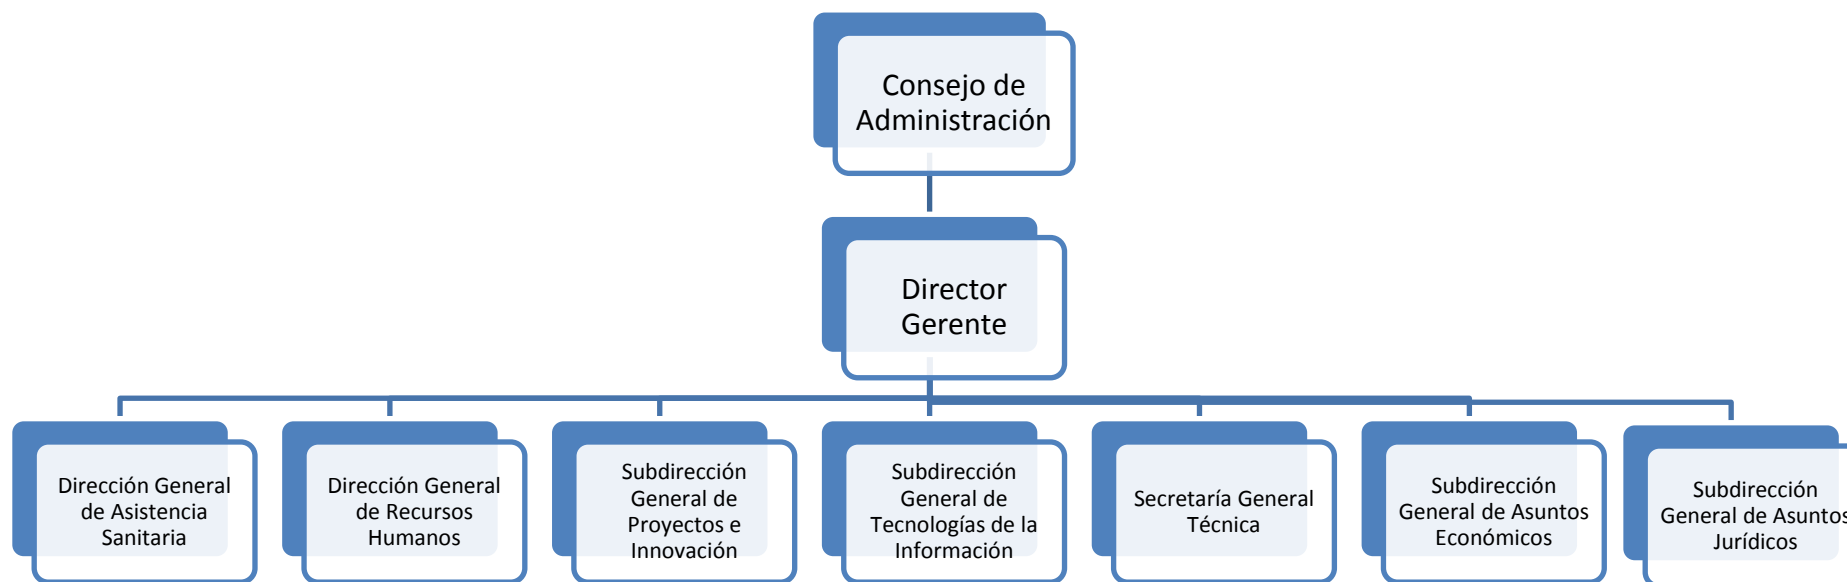 Consejo de
Administración
Director
Gerente
Dirección General
de Asistencia
Sanitaria
Dirección General
de Recursos
Humanos
Subdirección
General de
Proyectos e
Innovación
Subdirección
General de
Tecnologías de la
Información
Secretaría General
Técnica
Subdirección
General de Asuntos
Económicos
Subdirección
General de Asuntos
Jurídicos